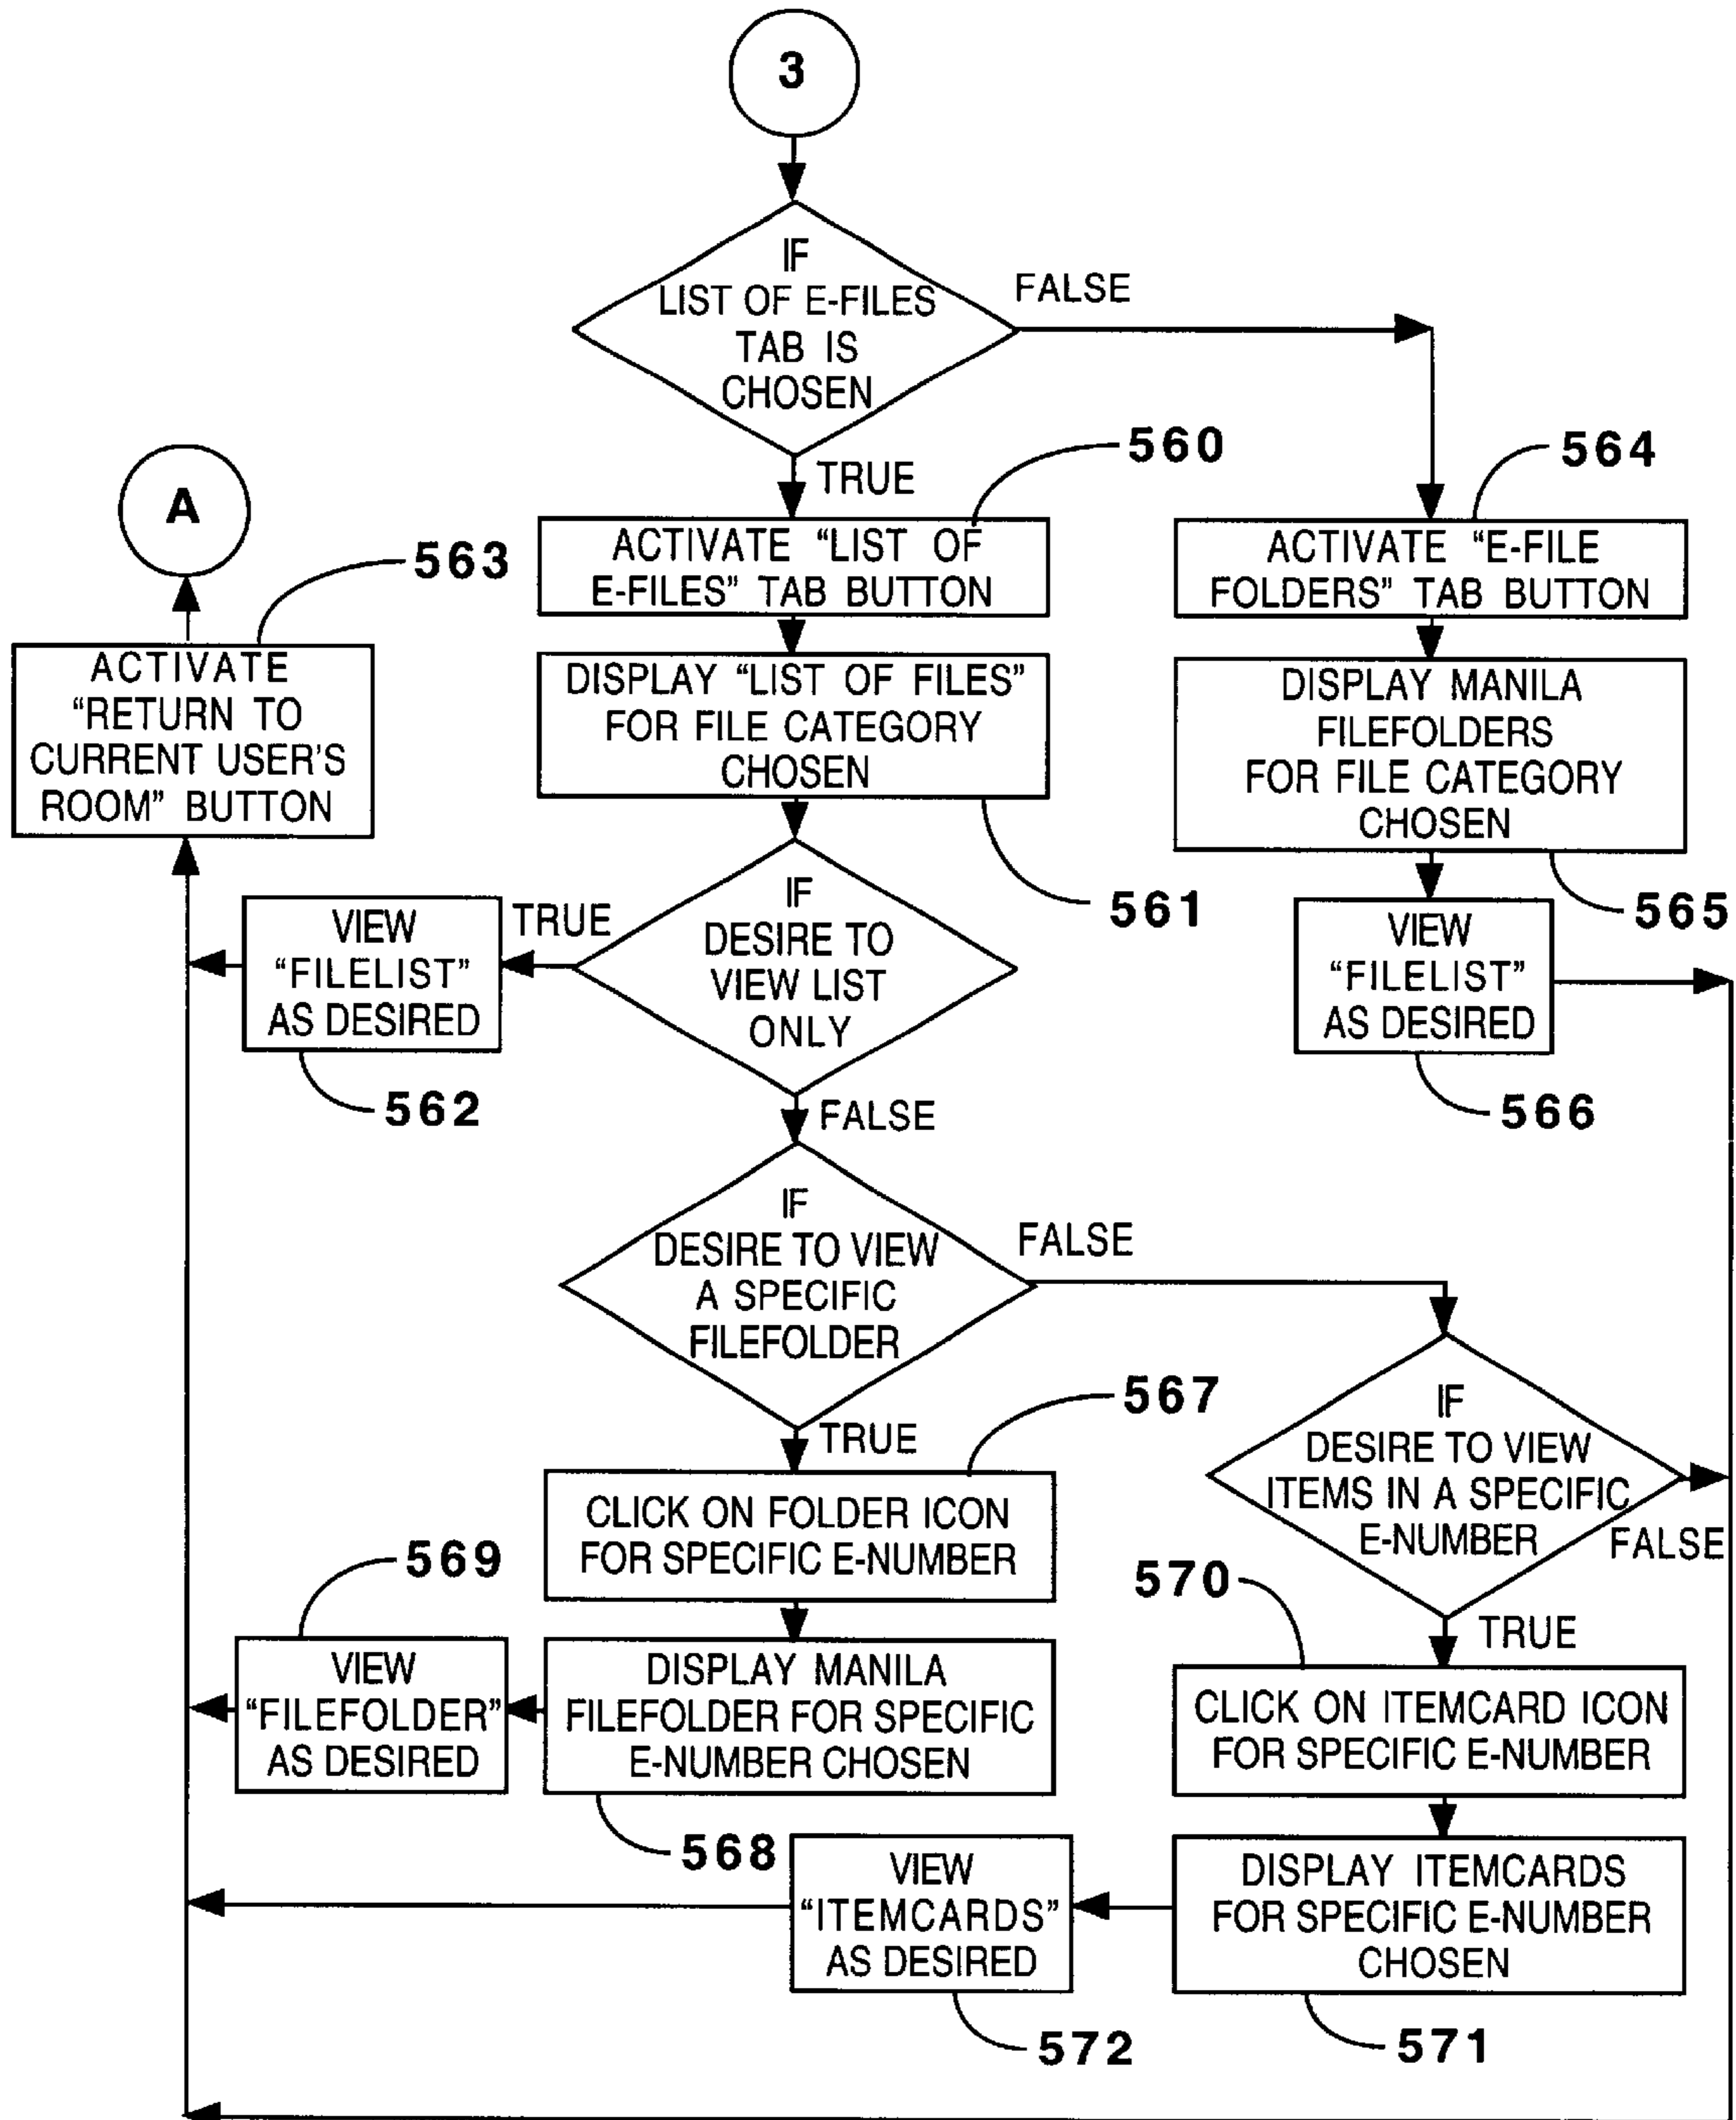 3
IF
LIST OF E-FILES
TAB IS
CHOSEN
FALSE
TRUE
560
564
A
563
ACTIVATE “LIST OF
E-FILES” TAB BUTTON
ACTIVATE “E-FILE
FOLDERS” TAB BUTTON
ACTIVATE
“RETURN TO
CURRENT USER'S
ROOM” BUTTON
DISPLAY “LIST OF FILES”
FOR FILE CATEGORY
CHOSEN
DISPLAY MANILA
FILEFOLDERS
FOR FILE CATEGORY
CHOSEN
561
565
IF
DESIRE TO
VIEW LIST
ONLY
TRUE
VIEW
“FILELIST”
AS DESIRED
562
VIEW
“FILELIST”
AS DESIRED
566
FALSE
IF
DESIRE TO VIEW
A SPECIFIC
FILEFOLDER
FALSE
TRUE
567
IF
DESIRE TO VIEW
ITEMS IN A SPECIFIC
E-NUMBER
FALSE
TRUE
CLICK ON FOLDER ICON
FOR SPECIFIC E-NUMBER
569
570
VIEW
“FILEFOLDER”
AS DESIRED
DISPLAY MANILA
FILEFOLDER FOR SPECIFIC
E-NUMBER CHOSEN
568
CLICK ON ITEMCARD ICON
FOR SPECIFIC E-NUMBER
VIEW
“ITEMCARDS”
AS DESIRED
DISPLAY ITEMCARDS
FOR SPECIFIC E-NUMBER
CHOSEN
572
571